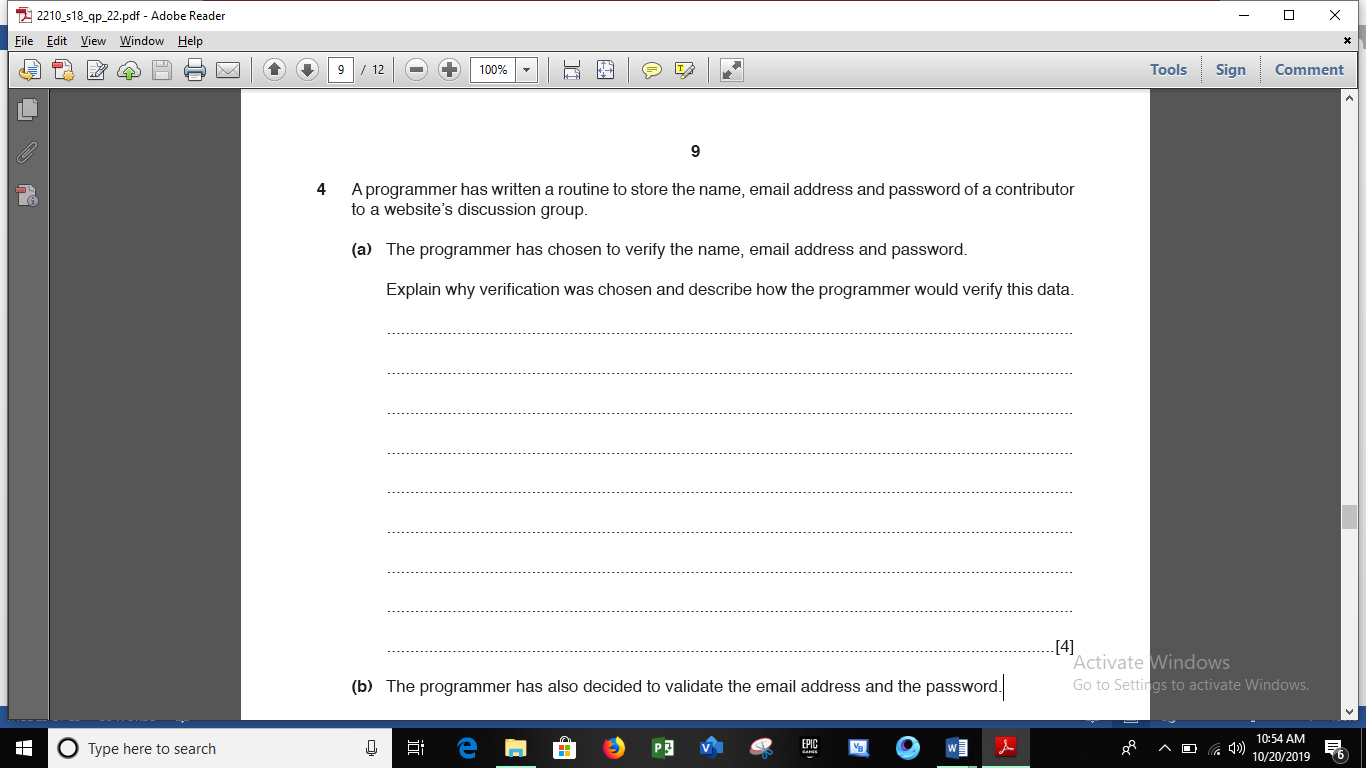 2210_s18_qp_22.pdf - Adobe Reader
File Edit View Window Help
9 / 12 100% Tools Sign Comment
9
4 A programmer has written a routine to store the name, email address and password of a contributor
to a website's discussion group.
(a) The programmer has chosen to verify the name, email address and password.
Explain why verification was chosen and describe how the programmer would verify this data.
[4]
Activate Windows
(b) The programmer has also decided to validate the email address and the password.
Go to Settings to activate Windows.
Type here to search
10:54 AM
10/20/2019
6